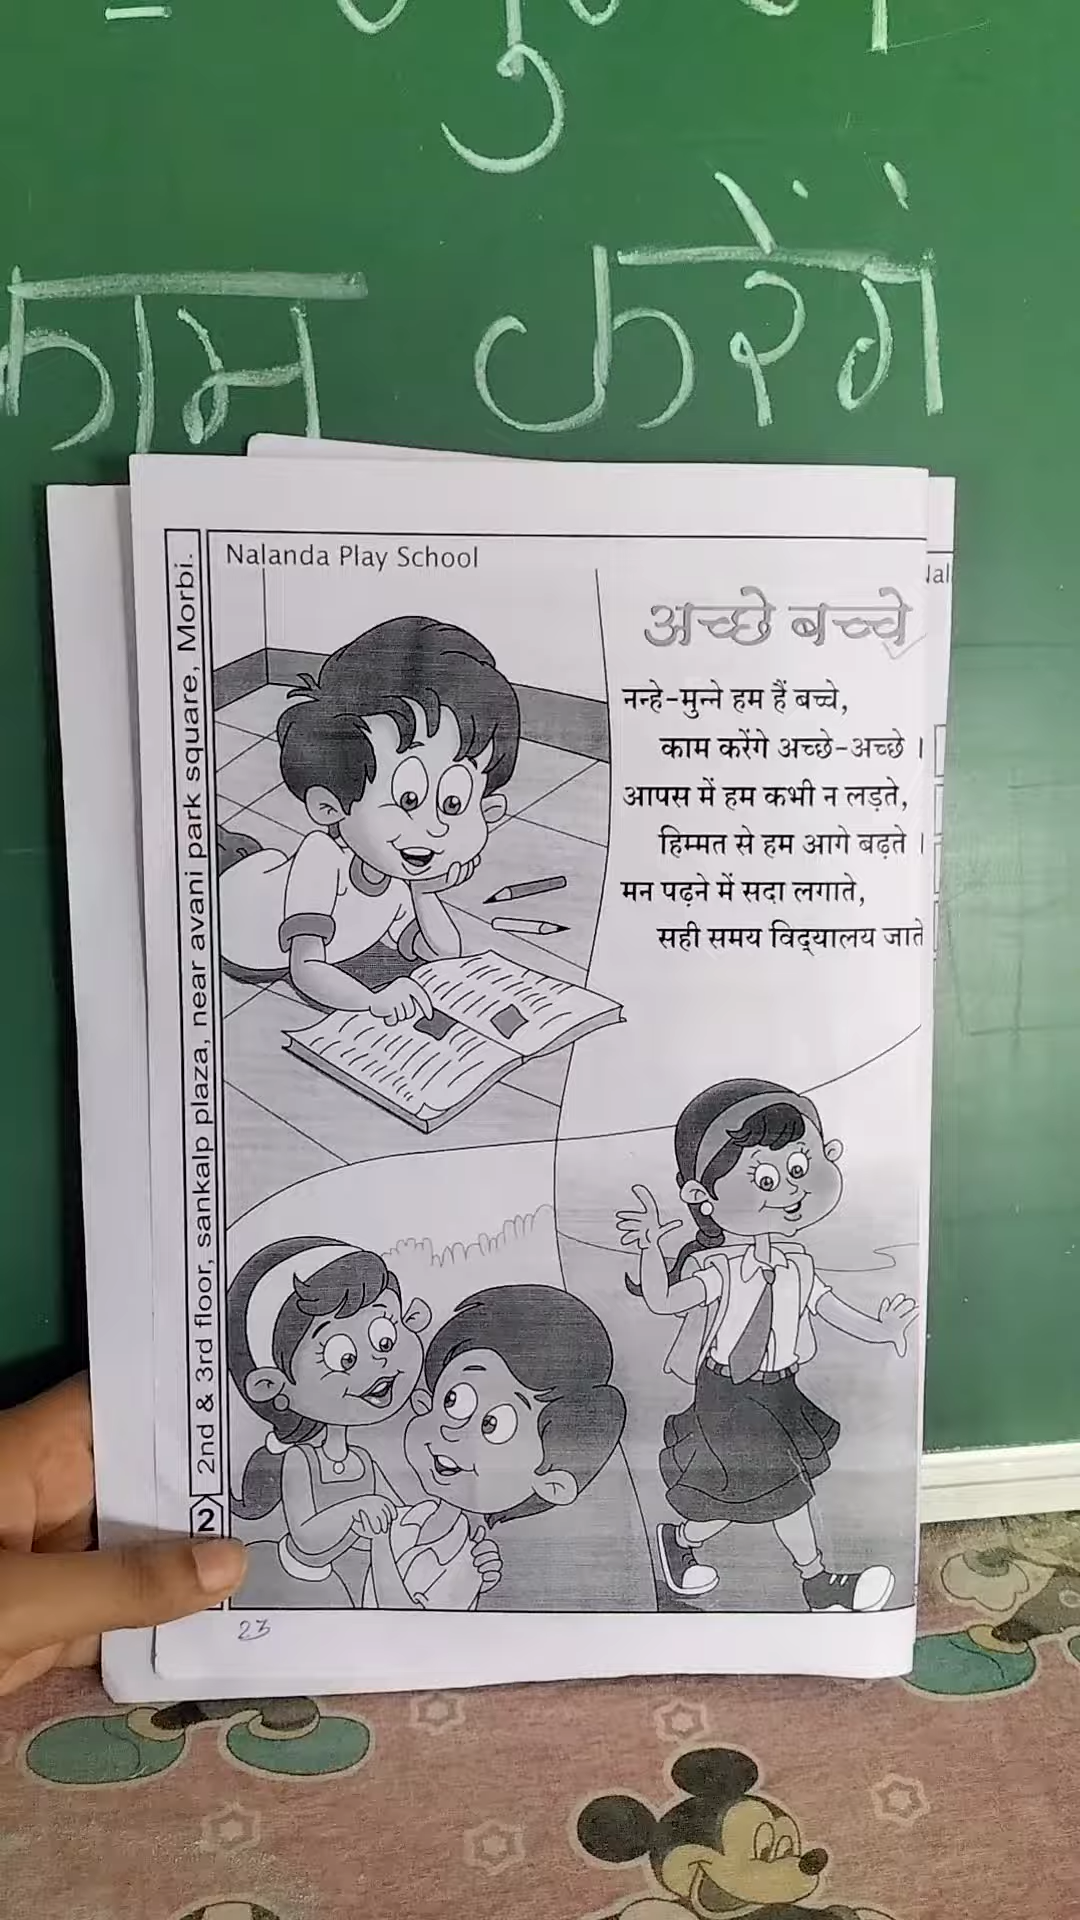 काम करेंगे
Nalanda Play School
2nd & 3rd floor, sankalp plaza, near avani park square, Morbi.
अच्छे बच्चे
नन्हे-मुन्ने हम हैं बच्चे,
काम करेंगे अच्छे-अच्छे ।
आपस में हम कभी न लड़ते,
हिम्मत से हम आगे बढ़ते ।
मन पढ़ने में सदा लगाते,
सही समय विद्यालय जाते
2
23